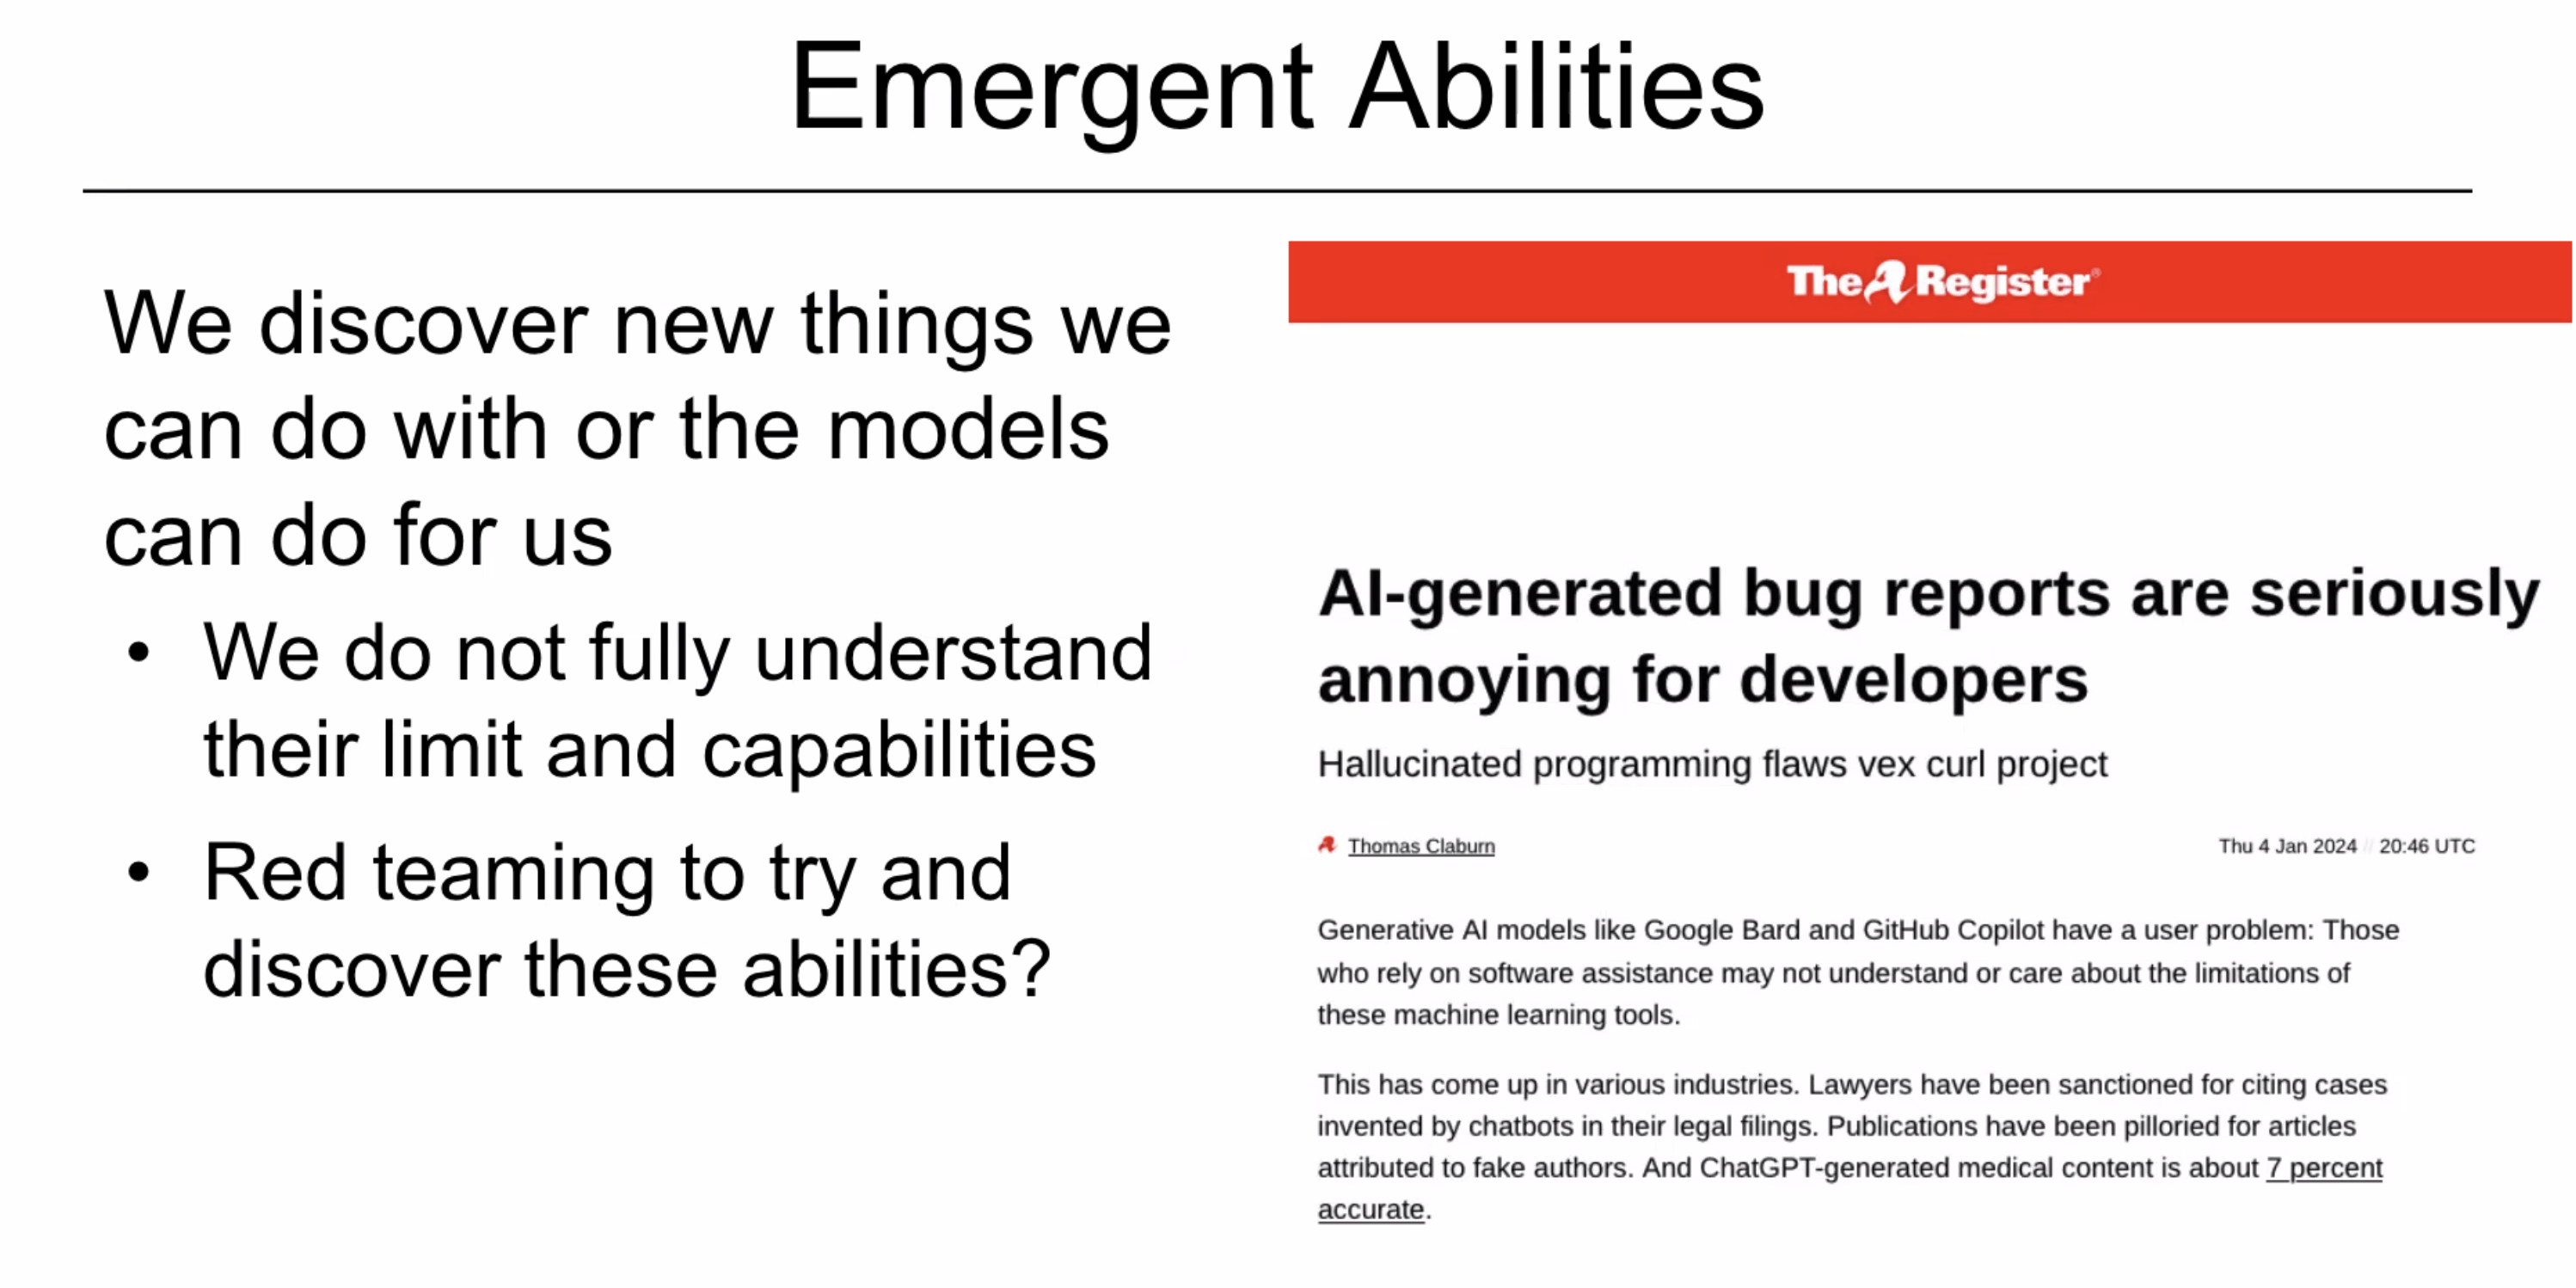 Emergent Abilities
We discover new things we
can do with or the models
can do for us
• We do not fully understand
their limit and capabilities
• Red teaming to try and
discover these abilities?
The Register®
AI-generated bug reports are seriously
annoying for developers
Hallucinated programming flaws vex curl project
Thomas Claburn
Thu 4 Jan 2024 // 20:46 UTC
Generative AI models like Google Bard and GitHub Copilot have a user problem: Those
who rely on software assistance may not understand or care about the limitations of
these machine learning tools.
This has come up in various industries. Lawyers have been sanctioned for citing cases
invented by chatbots in their legal filings. Publications have been pilloried for articles
attributed to fake authors. And ChatGPT-generated medical content is about 7 percent
accurate.